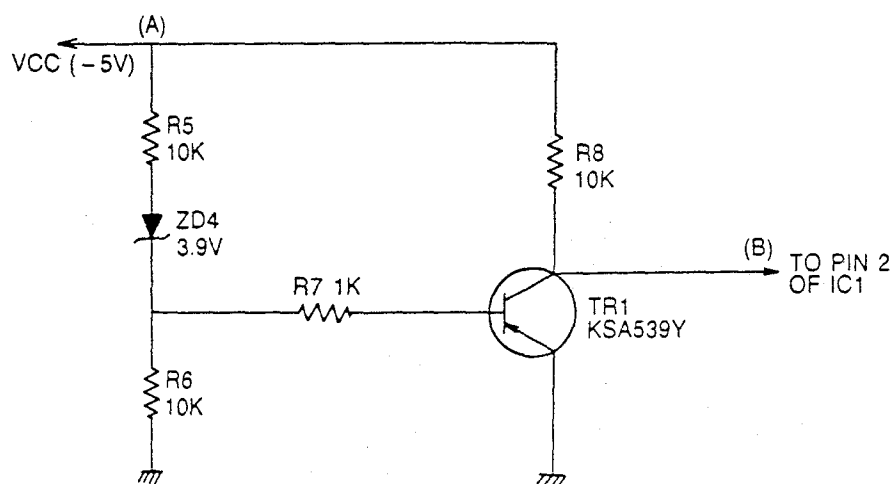 (A)
VCC (-5V)
R5
10K
R8
10K
ZD4
3.9V
(B)
TO PIN 2
OF IC1
R7 1K
TR1
KSA539Y
R6
10K